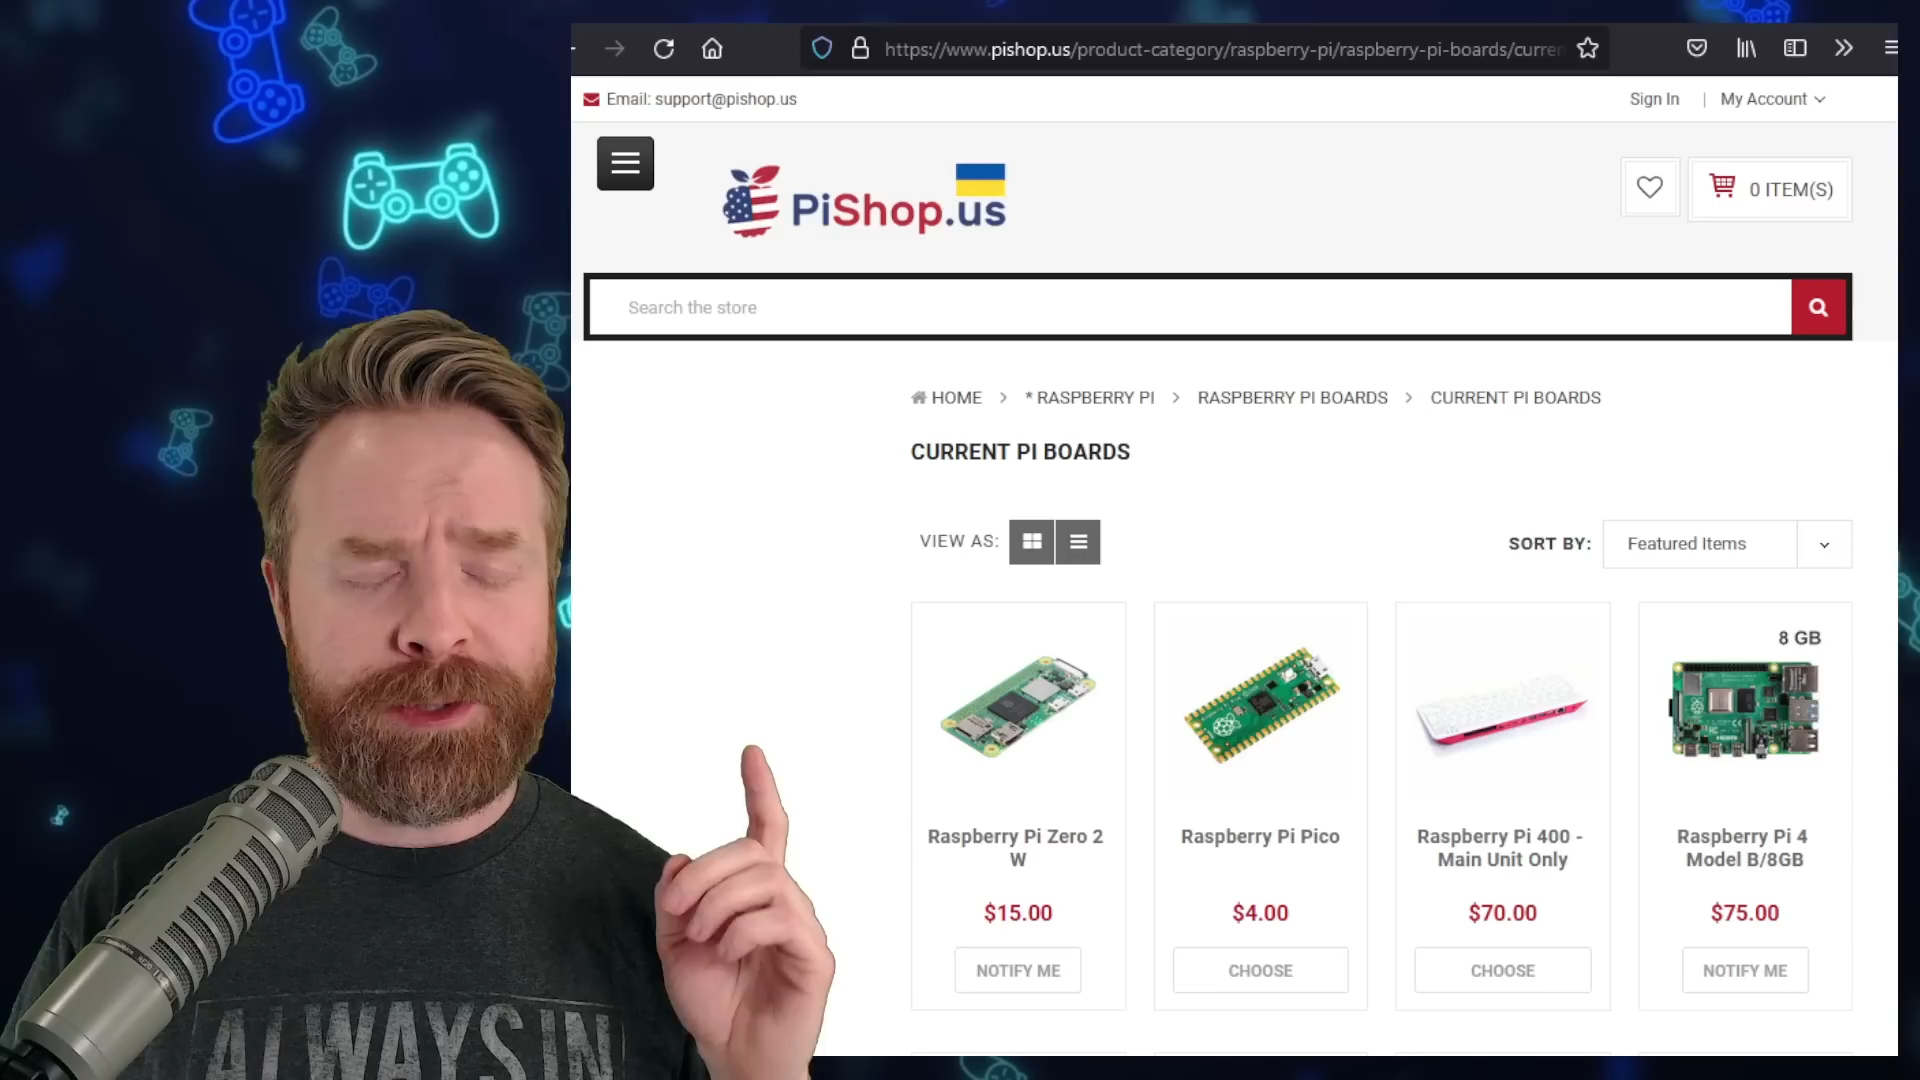 https://www.pishop.us/product-category/raspberry-pi/raspberry-pi-boards/curren
Email: support@pishop.us
Sign In | My Account
PiShop.us
0 ITEM(S)
Search the store
HOME > * RASPBERRY PI > RASPBERRY PI BOARDS > CURRENT PI BOARDS
CURRENT PI BOARDS
VIEW AS:
SORT BY: Featured Items
8 GB
Raspberry Pi Zero 2
W
$15.00
NOTIFY ME
Raspberry Pi Pico
$4.00
CHOOSE
Raspberry Pi 400 -
Main Unit Only
$70.00
CHOOSE
Raspberry Pi 4
Model B/8GB
$75.00
NOTIFY ME
ALWAYS IN